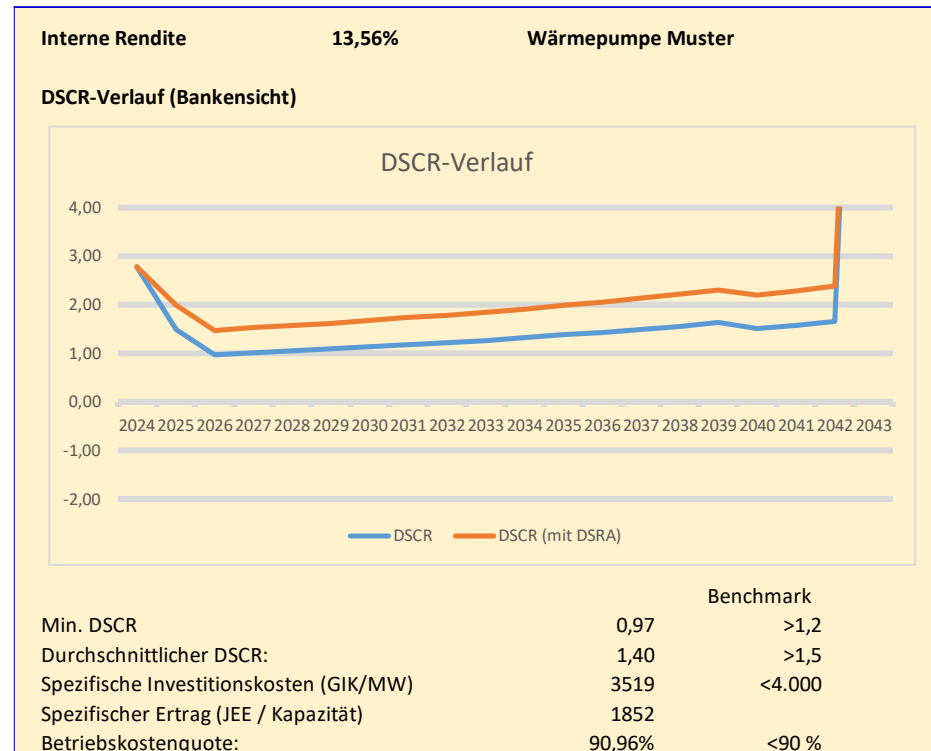 Interne Rendite 13,56% Wärmepumpe Muster
DSCR-Verlauf (Bankensicht)
DSCR-Verlauf
4,00
3,00
2,00
1,00
0,00
2024 2025 2026 2027 2028 2029 2030 2031 2032 2033 2034 2035 2036 2037 2038 2039 2040 2041 2042 2043
-1,00
-2,00
DSCR DSCR (mit DSRA)
Benchmark
Min. DSCR 0,97 >1,2
Durchschnittlicher DSCR: 1,40 >1,5
Spezifische Investitionskosten (GIK/MW) 3519 <4.000
Spezifischer Ertrag (JEE / Kapazität) 1852
Betriebskostenquote: 90,96% <90 %